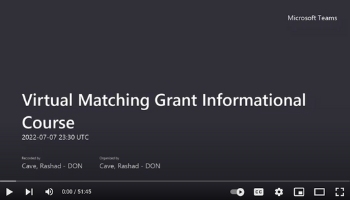 Microsoft Teams
Virtual Matching Grant Informational
Course
2022-07-07 23:30 UTC
Recorded by
Organized by
Cave, Rashad - DON
Cave, Rashad - DON
0:00 / 51:45
CC